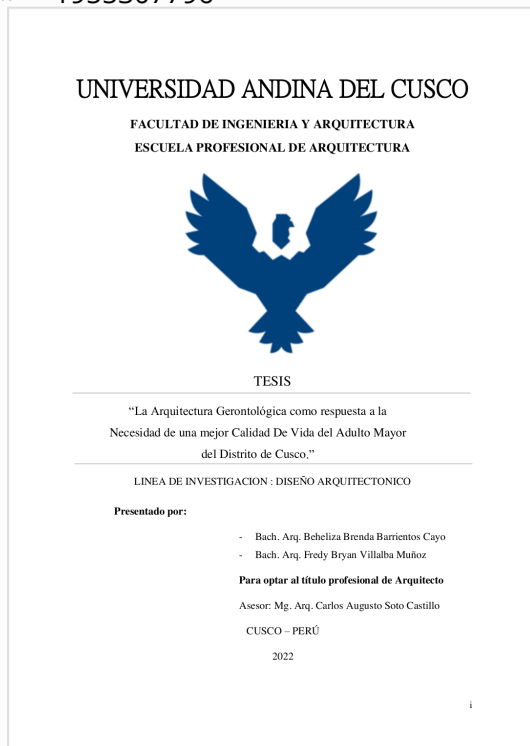 UNIVERSIDAD ANDINA DEL CUSCO
FACULTAD DE INGENIERIA Y ARQUITECTURA
ESCUELA PROFESIONAL DE ARQUITECTURA
TESIS
“La Arquitectura Gerontológica como respuesta a la
Necesidad de una mejor Calidad De Vida del Adulto Mayor
del Distrito de Cusco.”
LINEA DE INVESTIGACION : DISEÑO ARQUITECTONICO
Presentado por:
- Bach. Arq. Beheliza Brenda Barrientos Cayo
- Bach. Arq. Fredy Bryan Villalba Muñoz
Para optar al título profesional de Arquitecto
Asesor: Mg. Arq. Carlos Augusto Soto Castillo
CUSCO – PERÚ
2022
i